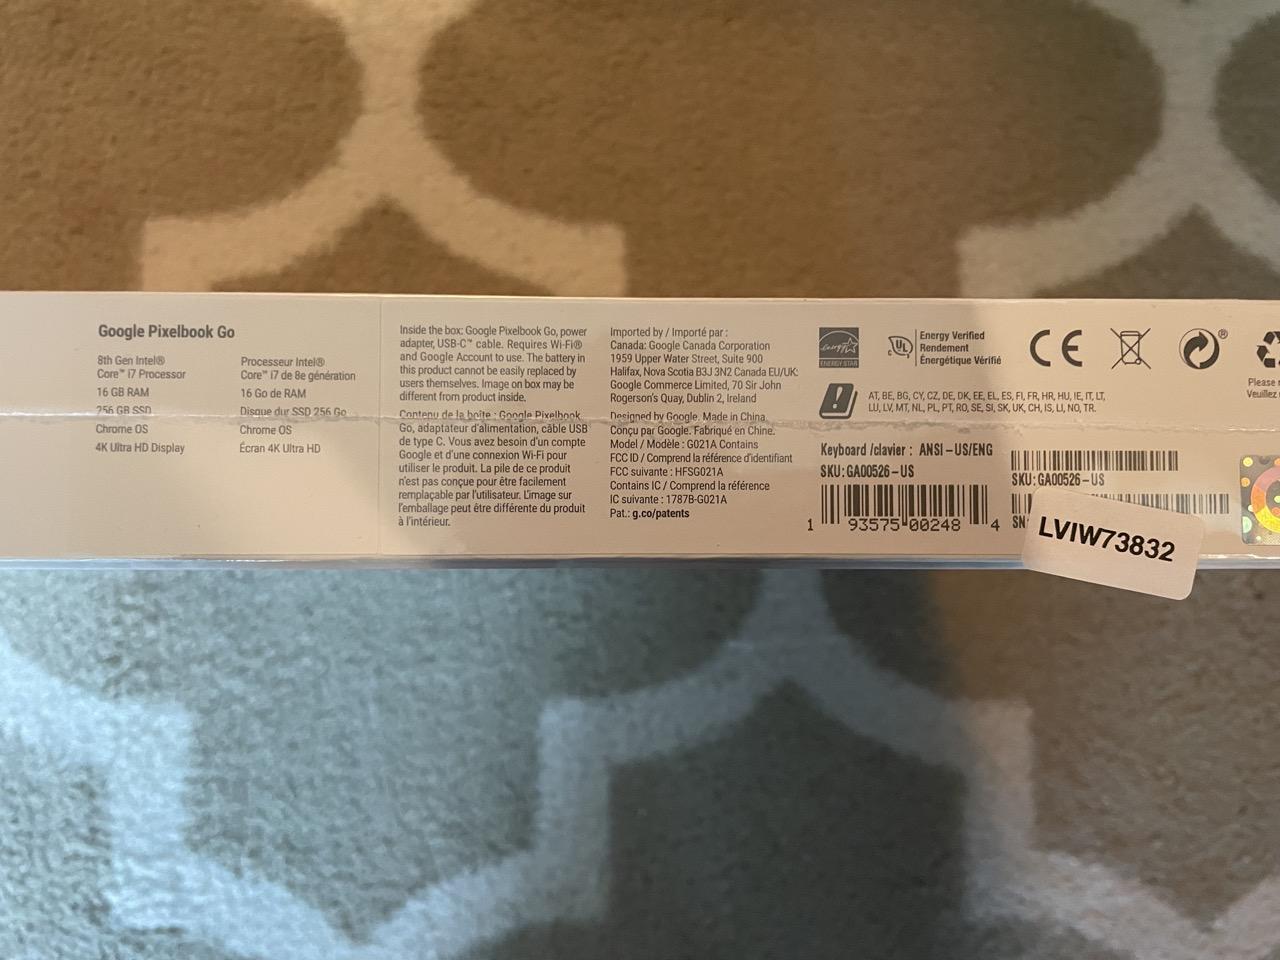 Google Pixelbook Go
8th Gen Intel®
Core™ i7 Processor
16 GB RAM
256 GB SSD
Chrome OS
4K Ultra HD Display
Processeur Intel®
Core™ i7 de 8e génération
16 Go de RAM
Disque dur SSD 256 Go
Chrome OS
Écran 4K Ultra HD
Inside the box: Google Pixelbook Go, power
adapter, USB-C™ cable. Requires Wi-Fi®
and Google Account to use. The battery in
this product cannot be easily replaced by
users themselves. Image on box may be
different from product inside.
Contenu de la boîte : Google Pixelbook
Go, adaptateur d'alimentation, câble USB
de type C. Vous avez besoin d'un compte
Google et d'une connexion Wi-Fi pour
utiliser le produit. La pile de ce produit
n'est pas conçue pour être facilement
remplaçable par l'utilisateur. L'image sur
l'emballage peut être différente du produit
à l'intérieur.
Imported by / Importé par :
Canada: Google Canada Corporation
1959 Upper Water Street, Suite 900
Halifax, Nova Scotia B3J 3N2 Canada EU/UK:
Google Commerce Limited, 70 Sir John
Rogerson's Quay, Dublin 2, Ireland
Designed by Google. Made in China.
Conçu par Google. Fabriqué en Chine.
Model / Modèle : G021A Contains
FCC ID / Comprend la référence d'identifiant
FCC suivante : HFSG021A
Contains IC / Comprend la référence
IC suivante : 1787B-G021A
Pat.: g.co/patents
energy
ENERGY STAR
C UL
Energy Verified
Rendement
Énergétique Vérifié
CE
®
AT, BE, BG, CY, CZ, DE, DK, EE, EL, ES, FI, FR, HR, HU, IE, IT, LT,
LU, LV, MT, NL, PL, PT, RO, SE, SI, SK, UK, CH, IS, LI, NO, TR.
Please
Veuillez
Keyboard /clavier : ANSI-US/ENG
SKU:GA00526-US
1 93575 00248 4
SKU:GA00526-US
SN
LVIW73832